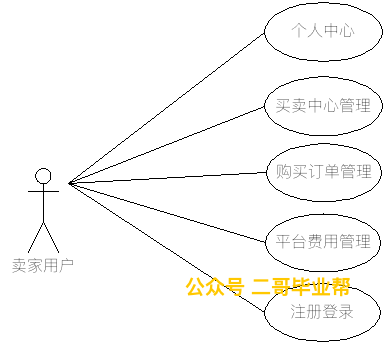 个人中心
买卖中心管理
购买订单管理
平台费用管理
卖家用户
公众号 二哥毕业帮
注册登录